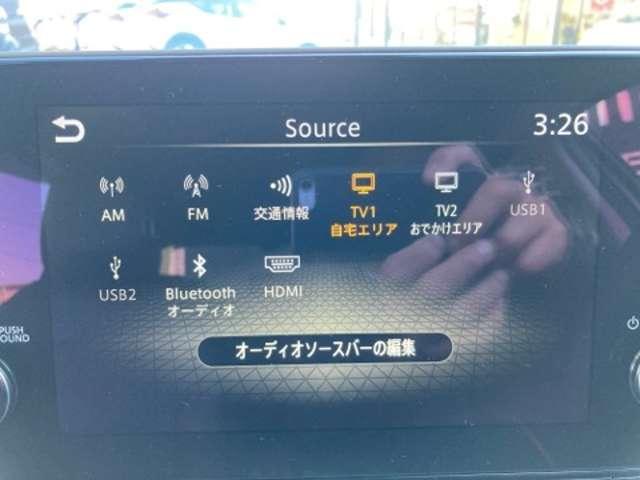 Source
3:26
AM
FM
交通情報
TV1
自宅エリア
TV2
おでかけエリア
USB1
USB2
Bluetooth
オーディオ
HDMI
オーディオソースバーの編集
PUSH
OUND